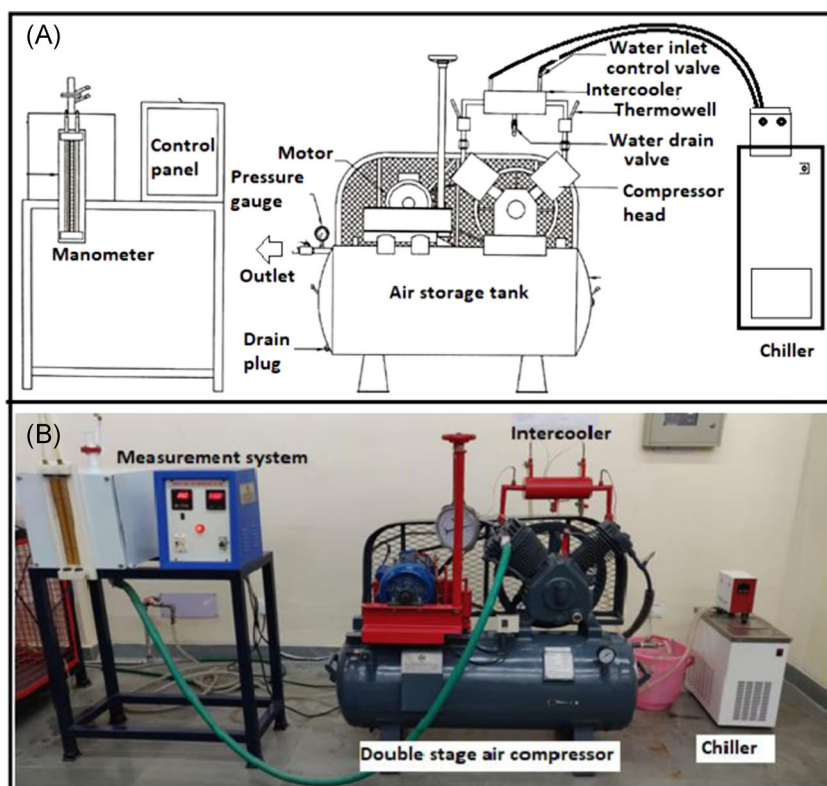 (A)
Water inlet
control valve
Intercooler
Thermowell
Water drain
valve
Control
panel
Motor
Pressure
gauge
Compressor
head
Manometer
Outlet
Air storage tank
Drain
plug
Chiller
(B)
Intercooler
Measurement system
Double stage air compressor
Chiller